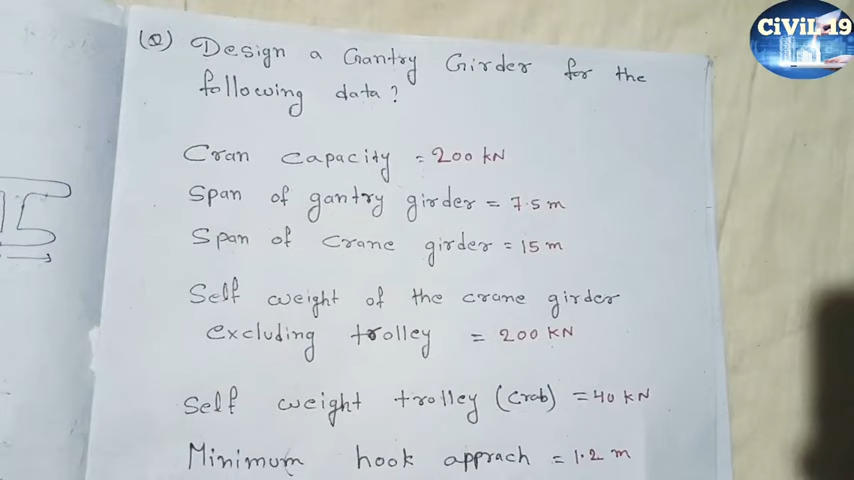 CiViL 19
(Q) Design a Gantry Girder for the
following data?
Cran capacity = 200 kN
Span of gantry girder = 7.5 m
Span of crane girder = 15 m
Self weight of the crane girder
excluding trolley = 200 KN
Self weight trolley (Crab) = 40 KN
Minimum hook apprach = 1.2 m